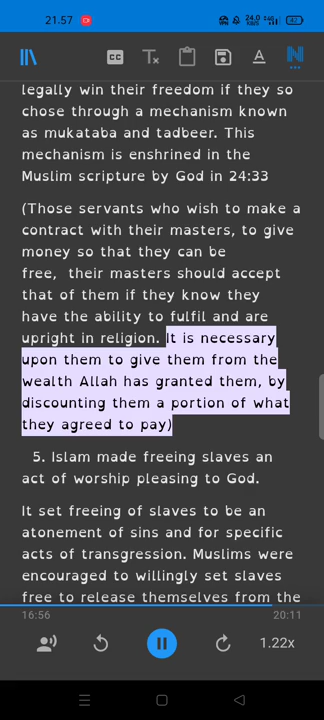 21.57
24.0 KB/s
CC
legally win their freedom if they so
chose through a mechanism known
as mukataba and tadbeer. This
mechanism is enshrined in the
Muslim scripture by God in 24:33
(Those servants who wish to make a
contract with their masters, to give
money so that they can be
free,  their masters should accept
that of them if they know they
have the ability to fulfil and are
upright in religion. It is necessary
upon them to give them from the
wealth Allah has granted them, by
discounting them a portion of what
they agreed to pay)
5. Islam made freeing slaves an
act of worship pleasing to God.
It set freeing of slaves to be an
atonement of sins and for specific
acts of transgression. Muslims were
encouraged to willingly set slaves
free to release themselves from the
16:56
20:11
1.22x